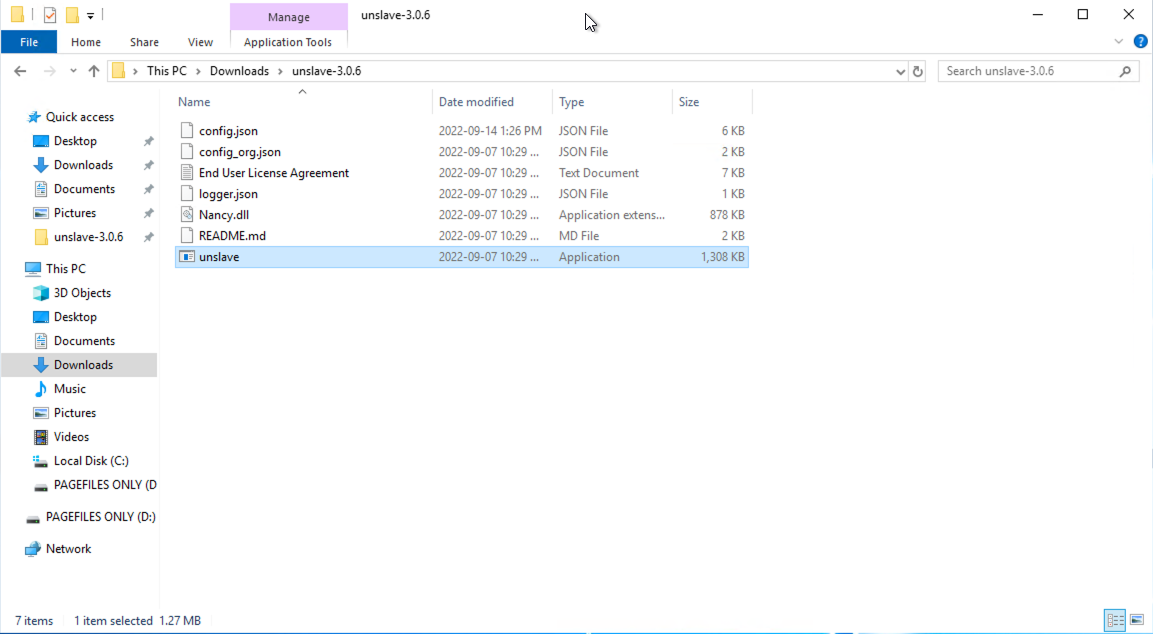 Manage
unslave-3.0.6
File
Home
Share
View
Application Tools
This PC
Downloads
unslave-3.0.6
Search unslave-3.0.6
Name
Date modified
Type
Size
config.json 2022-09-14 1:26 PM JSON File 6 KB
config_org.json 2022-09-07 10:29 ... JSON File 2 KB
End User License Agreement 2022-09-07 10:29 ... Text Document 7 KB
logger.json 2022-09-07 10:29 ... JSON File 1 KB
Nancy.dll 2022-09-07 10:29 ... Application extens... 878 KB
README.md 2022-09-07 10:29 ... MD File 2 KB
unslave 2022-09-07 10:29 ... Application 1,308 KB
Quick access
Desktop
Downloads
Documents
Pictures
unslave-3.0.6
This PC
3D Objects
Desktop
Documents
Downloads
Music
Pictures
Videos
Local Disk (C:)
PAGEFILES ONLY (D
PAGEFILES ONLY (D:)
Network
7 items
1 item selected 1.27 MB